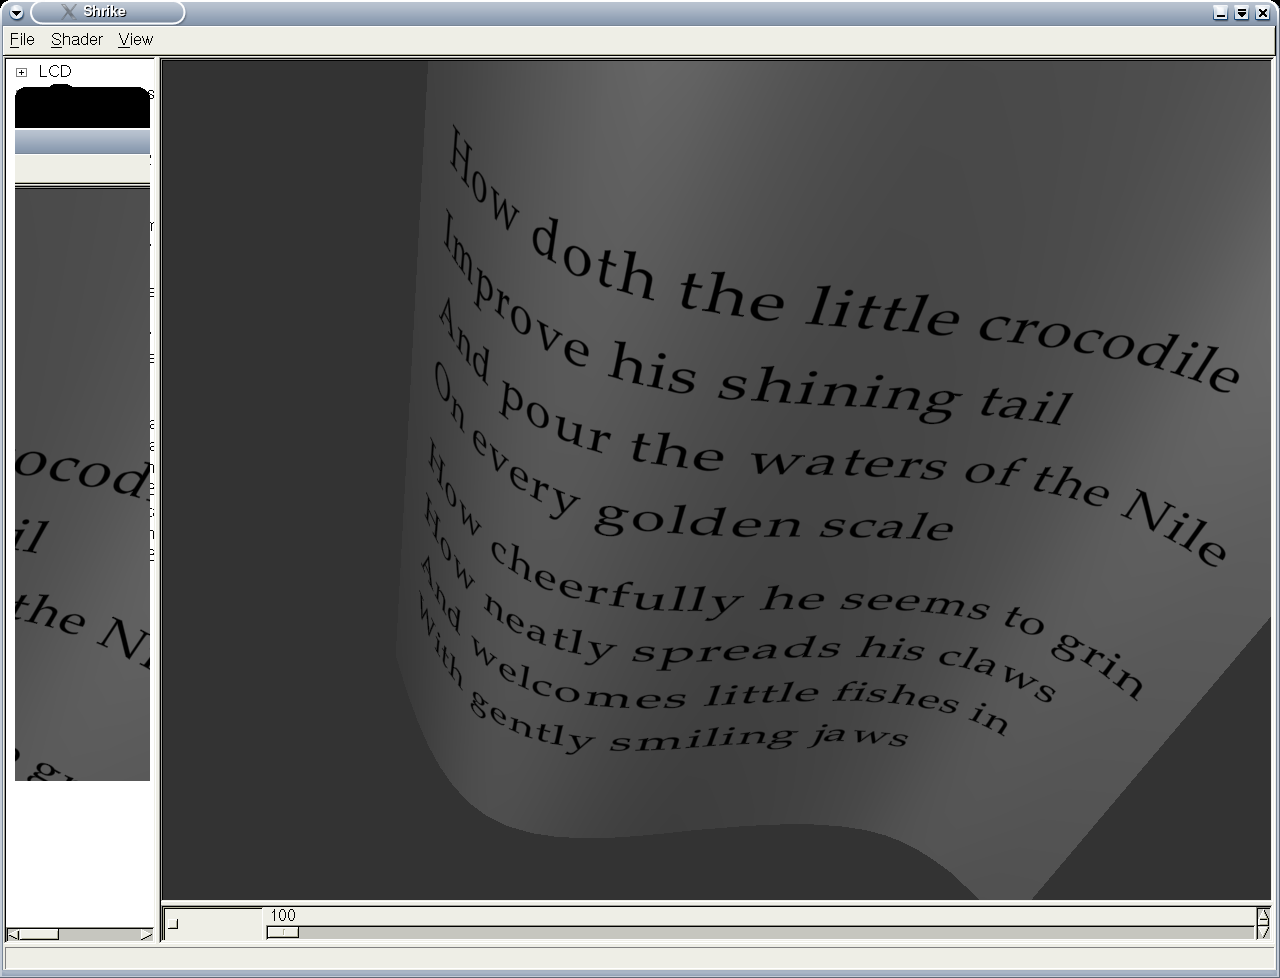 Shrike
File Shader View
LCD
How doth the little crocodile
Improve his shining tail
And pour the waters of the Nile
On every golden scale
How cheerfully he seems to grin
How neatly spreads his claws
And welcomes little fishes in
With gently smiling jaws
ocod
il
the N
gr
100